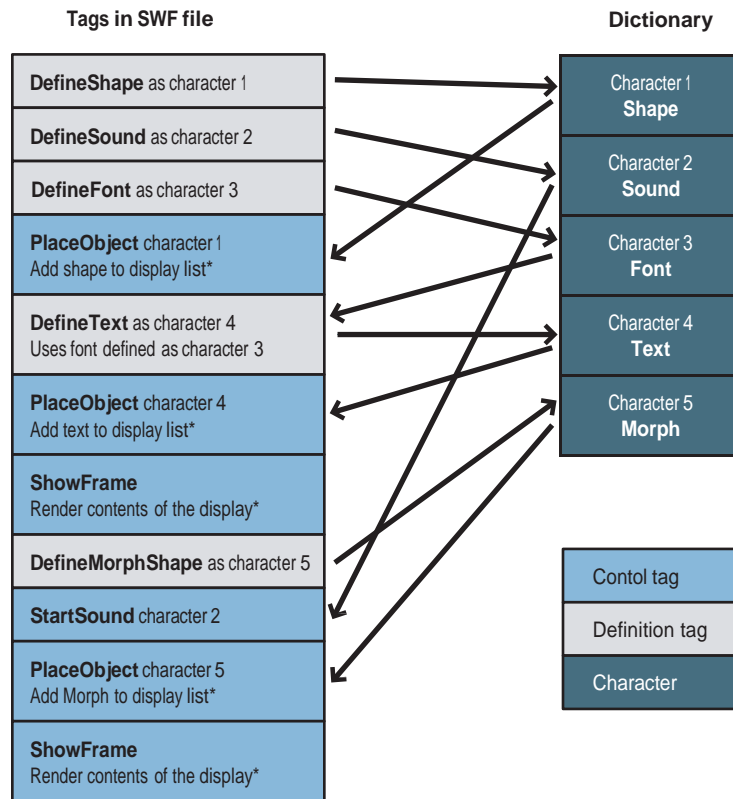 Tags in SWF file
Dictionary
DefineShape as character 1
DefineSound as character 2
DefineFont as character 3
PlaceObject character 1
Add shape to display list*
DefineText as character 4
Uses font defined as character 3
PlaceObject character 4
Add text to display list*
ShowFrame
Render contents of the display*
DefineMorphShape as character 5
StartSound character 2
PlaceObject character 5
Add Morph to display list*
ShowFrame
Render contents of the display*
Character 1
Shape
Character 2
Sound
Character 3
Font
Character 4
Text
Character 5
Morph
Contol tag
Definition tag
Character